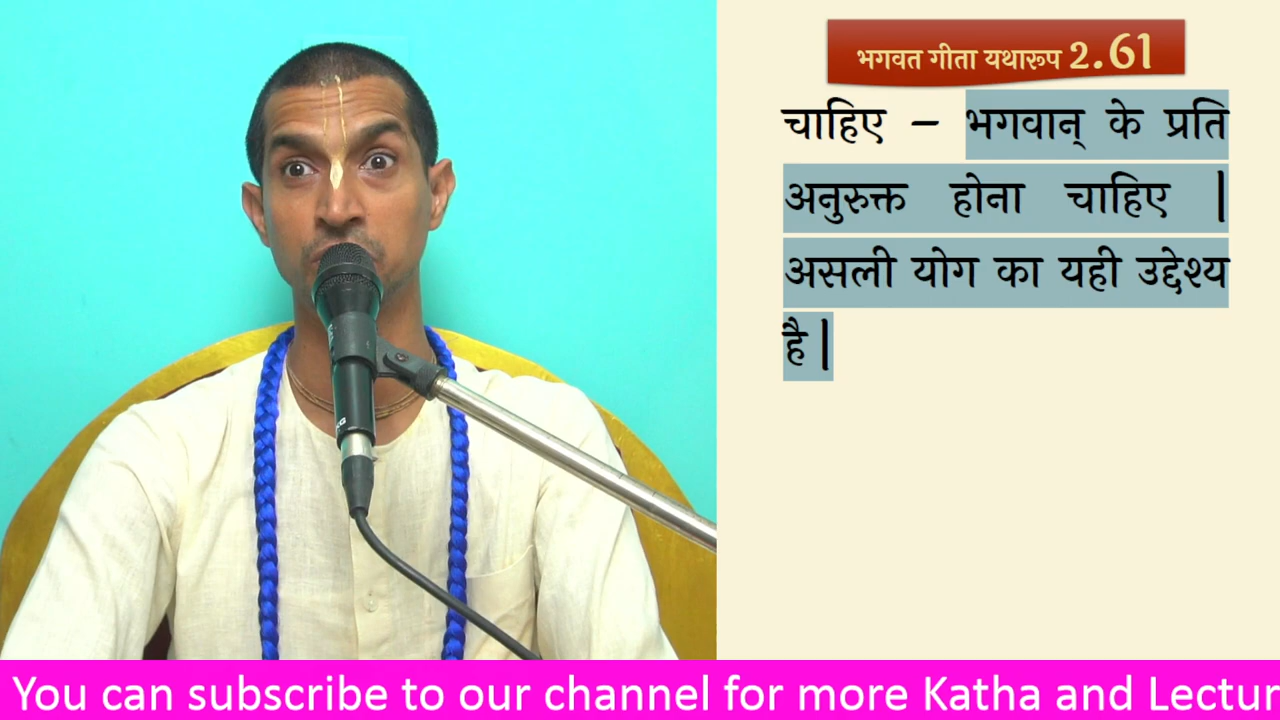 भगवत गीता यथारूप 2.61
चाहिए – भगवान् के प्रति
अनुरुक्त होना चाहिए |
असली योग का यही उद्देश्य
है |
You can subscribe to our channel for more Katha and Lectur